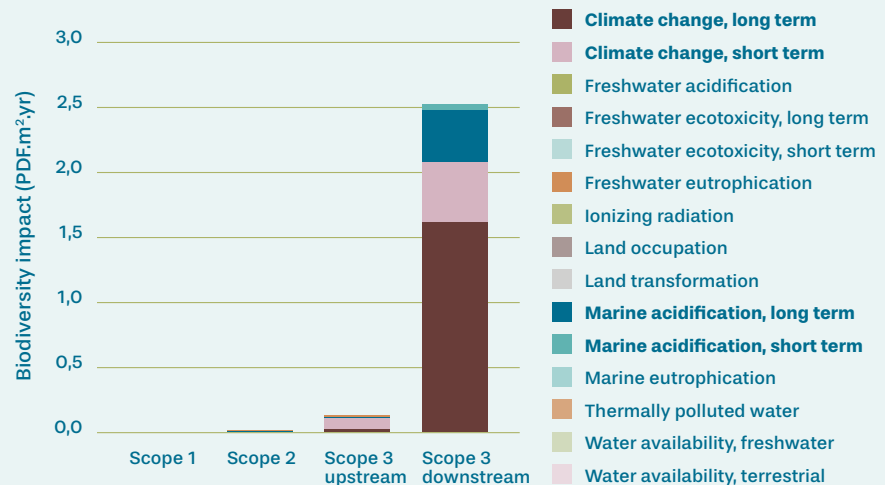 Biodiversity impact (PDF.m².yr)
3,0
2,5
2,0
1,5
1,0
0,5
0,0
Scope 1
Scope 2
Scope 3
upstream
Scope 3
downstream
Climate change, long term
Climate change, short term
Freshwater acidification
Freshwater ecotoxicity, long term
Freshwater ecotoxicity, short term
Freshwater eutrophication
Ionizing radiation
Land occupation
Land transformation
Marine acidification, long term
Marine acidification, short term
Marine eutrophication
Thermally polluted water
Water availability, freshwater
Water availability, terrestrial